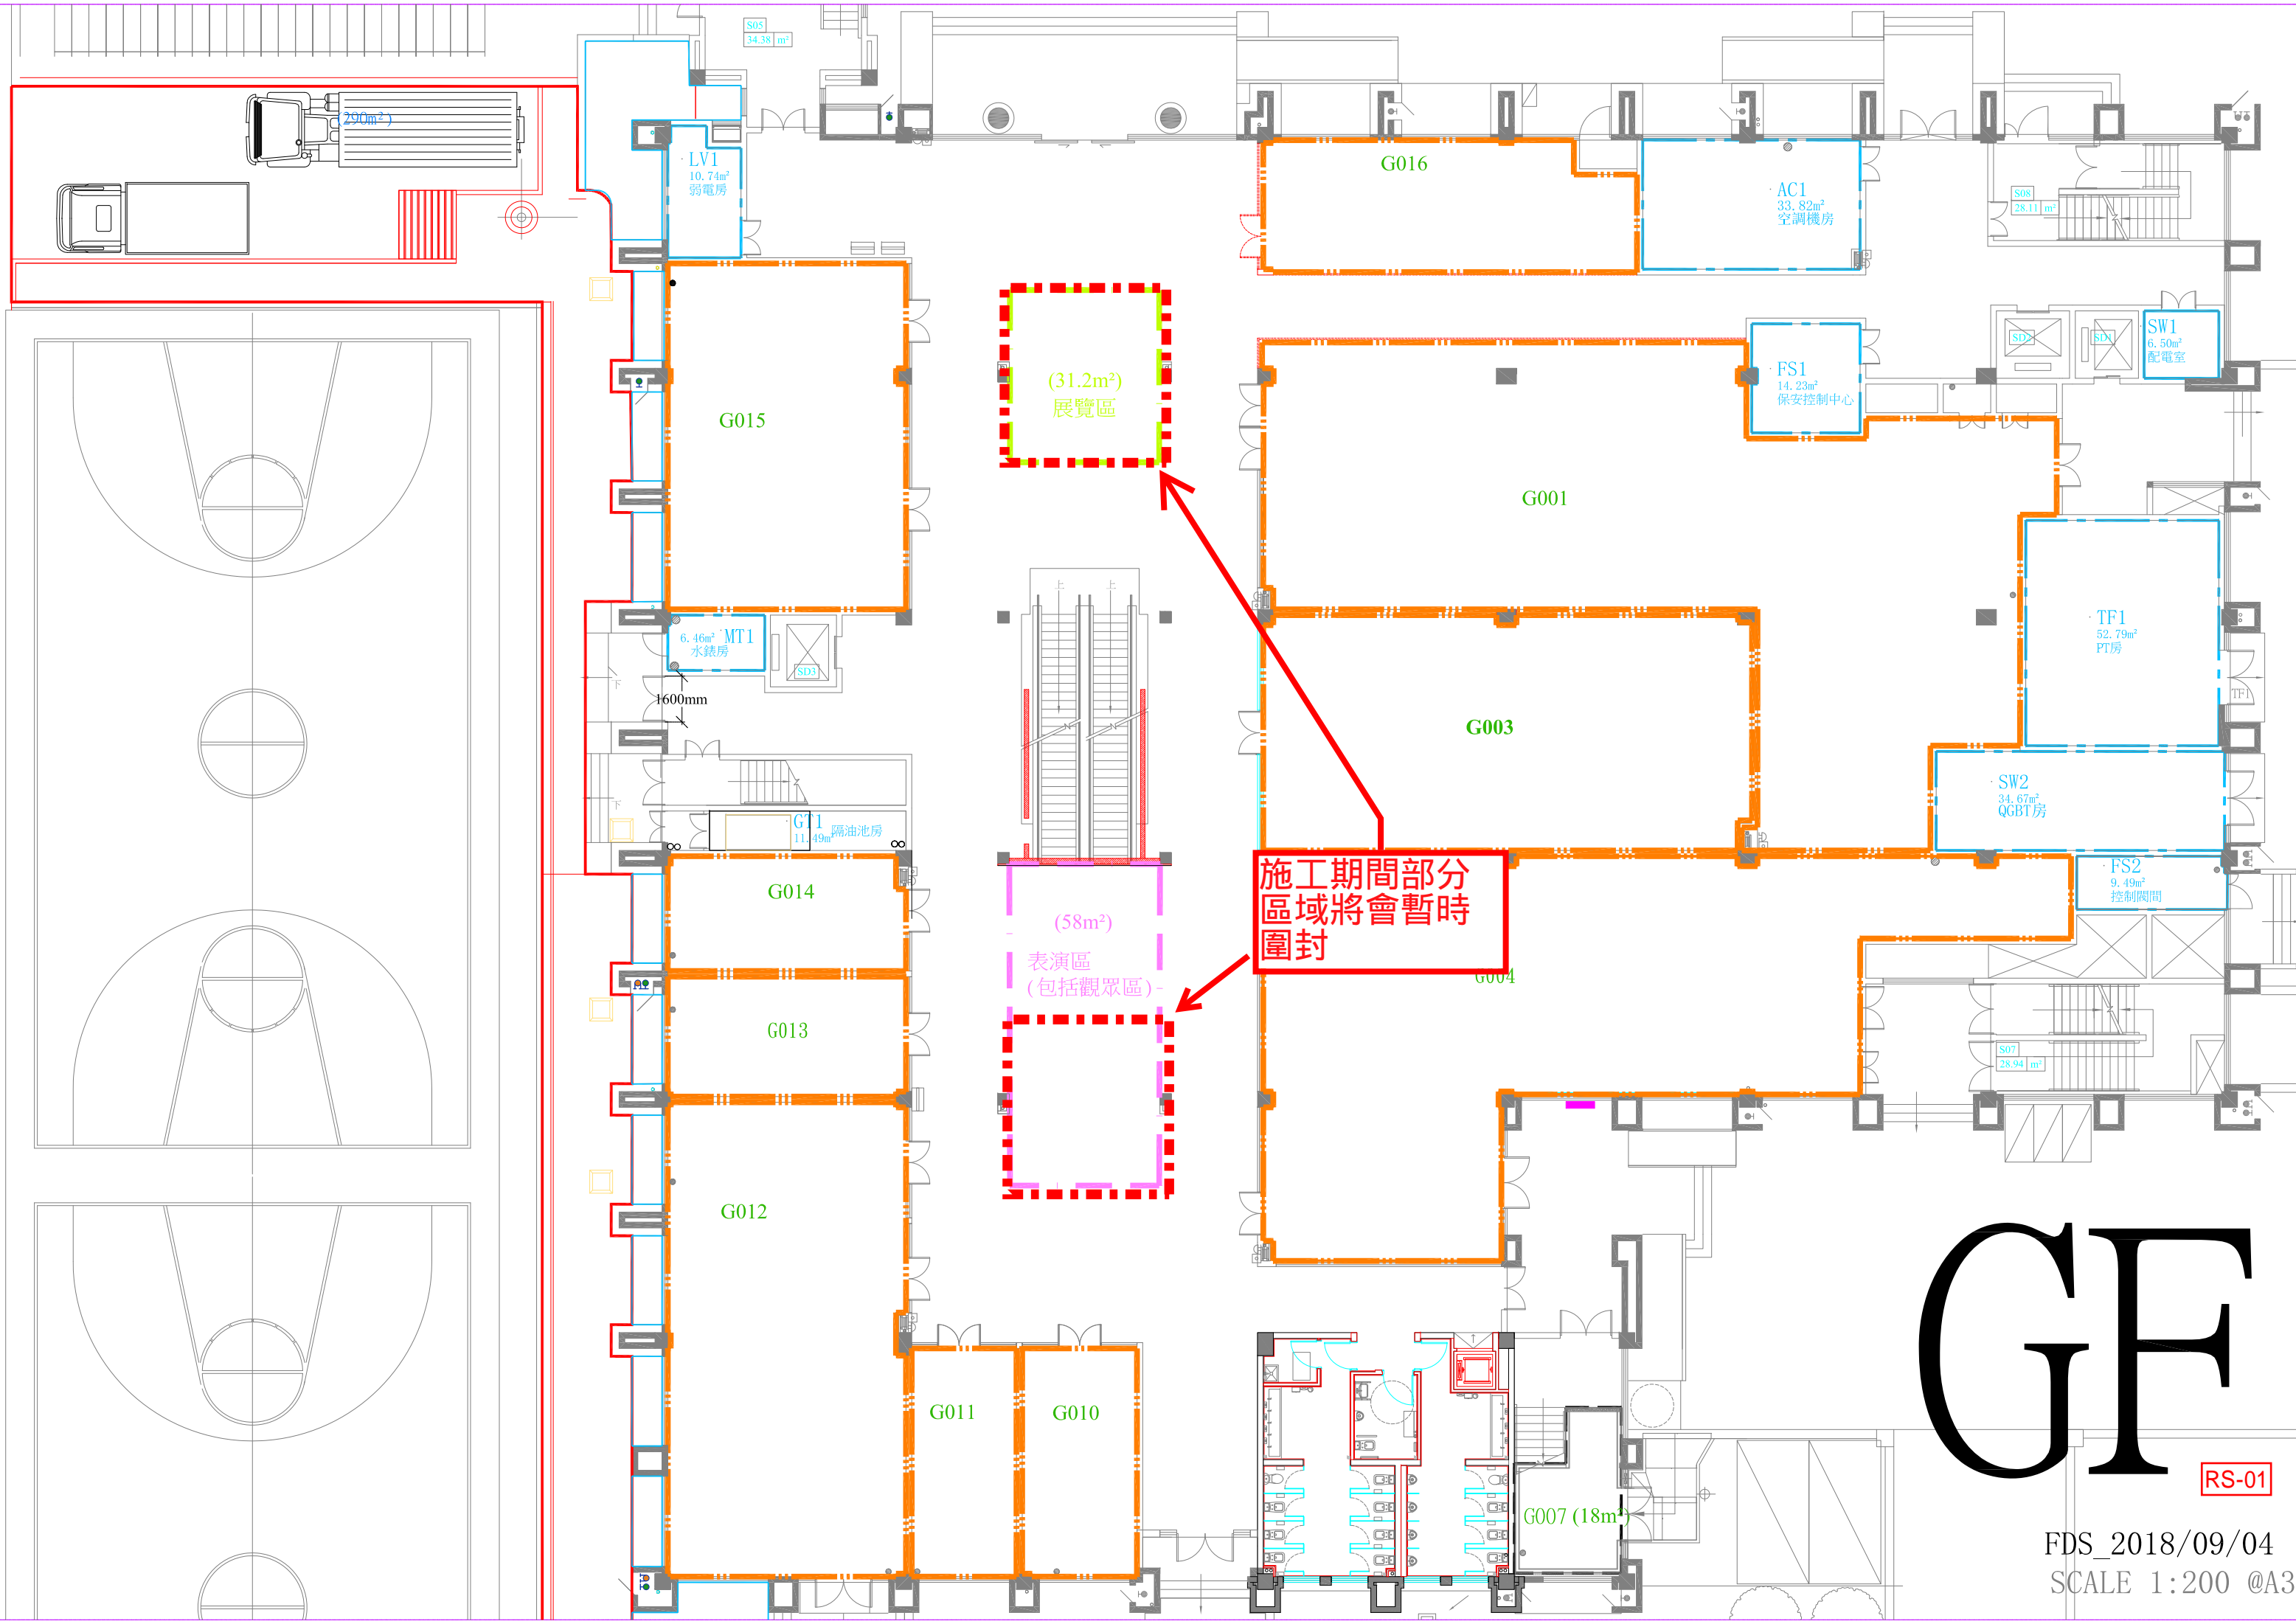 S05
34.38 m²
(290m²)
LV1
10.74m²
弱電房
G016
AC1
33.82m²
空調機房
S08
28.11 m²
(31.2m²)
展覽區
G015
FS1
14.23m²
保安控制中心
SD2
SD1
SW1
6.50m²
配電室
G001
上
上
6.46m² MT1
水錶房
SD3
下
1600mm
G003
TF1
52.79m²
PT房
TF1
SW2
34.67m²
QGBT房
下
GT1
11.49m²
隔油池房
G014
(58m²)
表演區
(包括觀眾區)
施工期間部分
區域將會暫時
圍封
FS2
9.49m²
控制閥間
G004
G013
S07
28.94 m²
G012
G011
G010
G007 (18m²)
GF
RS-01
FDS_2018/09/04
SCALE 1:200 @A3